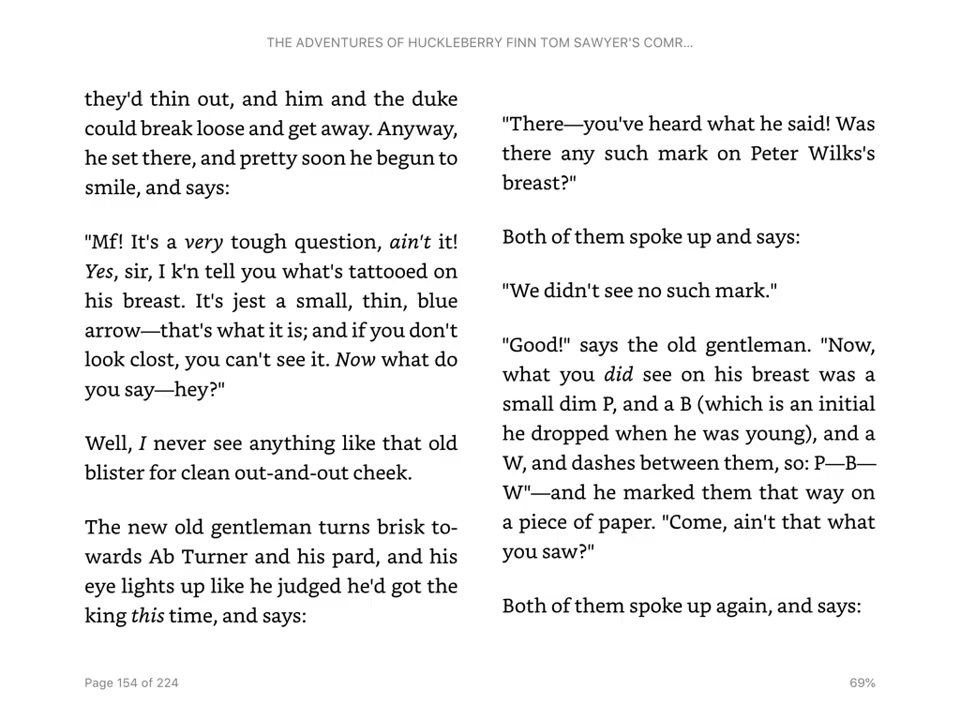 THE ADVENTURES OF HUCKLEBERRY FINN TOM SAWYER'S COMR...
they'd thin out, and him and the duke
could break loose and get away. Anyway,
he set there, and pretty soon he begun to
smile, and says:
"Mf! It's a very tough question, ain't it!
Yes, sir, I k'n tell you what's tattooed on
his breast. It's jest a small, thin, blue
arrow—that's what it is; and if you don't
look clost, you can't see it. Now what do
you say—hey?"
Well, I never see anything like that old
blister for clean out-and-out cheek.
The new old gentleman turns brisk to-
wards Ab Turner and his pard, and his
eye lights up like he judged he'd got the
king this time, and says:
"There—you've heard what he said! Was
there any such mark on Peter Wilks's
breast?"
Both of them spoke up and says:
"We didn't see no such mark."
"Good!" says the old gentleman. "Now,
what you did see on his breast was a
small dim P, and a B (which is an initial
he dropped when he was young), and a
W, and dashes between them, so: P—B—
W"—and he marked them that way on
a piece of paper. "Come, ain't that what
you saw?"
Both of them spoke up again, and says:
Page 154 of 224
69%